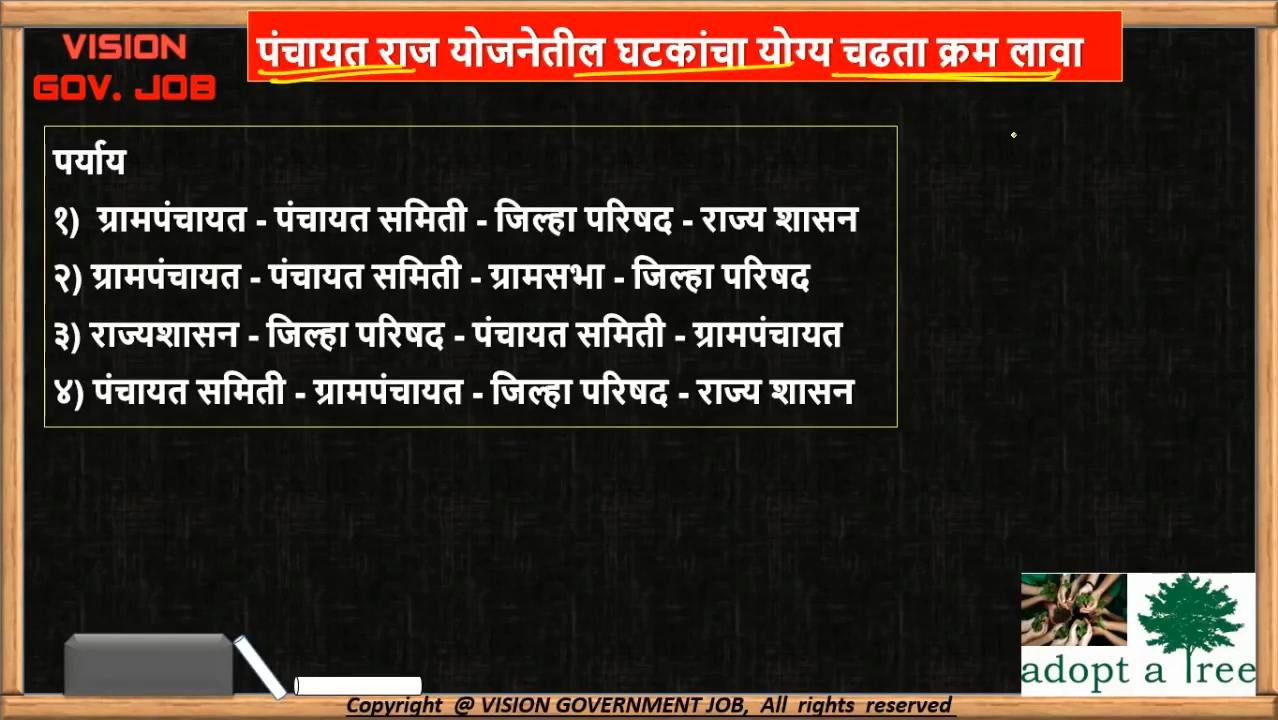 VISION
GOV. JOB
पंचायत राज योजनेतील घटकांचा योग्य चढता क्रम लावा
पर्याय
१) ग्रामपंचायत - पंचायत समिती - जिल्हा परिषद - राज्य शासन
२) ग्रामपंचायत - पंचायत समिती - ग्रामसभा - जिल्हा परिषद
३) राज्यशासन - जिल्हा परिषद - पंचायत समिती - ग्रामपंचायत
४) पंचायत समिती - ग्रामपंचायत - जिल्हा परिषद - राज्य शासन
adopt a Tree
Copyright @ VISION GOVERNMENT JOB, All rights reserved